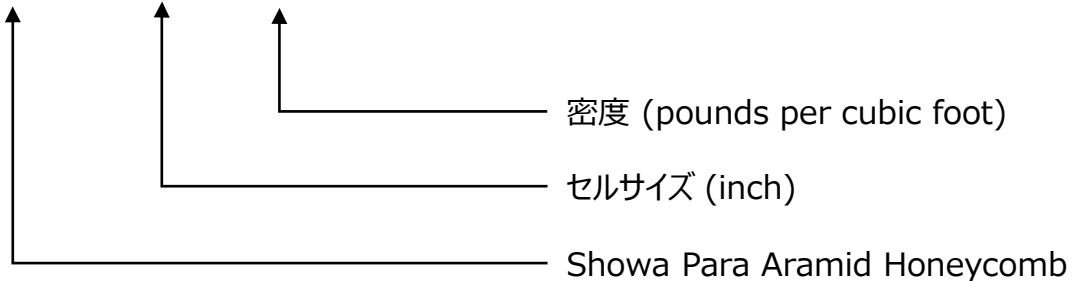 密度 (pounds per cubic foot)
セルサイズ (inch)
Showa Para Aramid Honeycomb